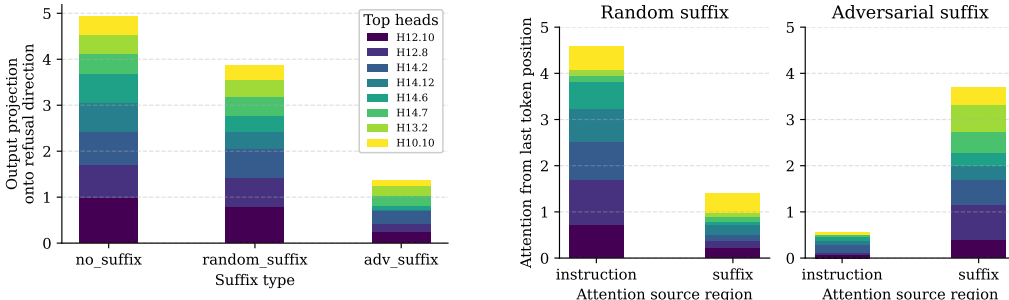 Output projection
onto refusal direction
5
4
3
2
1
0
no_suffix
random_suffix
adv_suffix
Suffix type
Top heads
H12.10
H12.8
H14.2
H14.12
H14.6
H14.7
H13.2
H10.10
Random suffix
Attention from last token position
5
4
3
2
1
0
instruction
suffix
Attention source region
Adversarial suffix
5
4
3
2
1
0
instruction
suffix
Attention source region